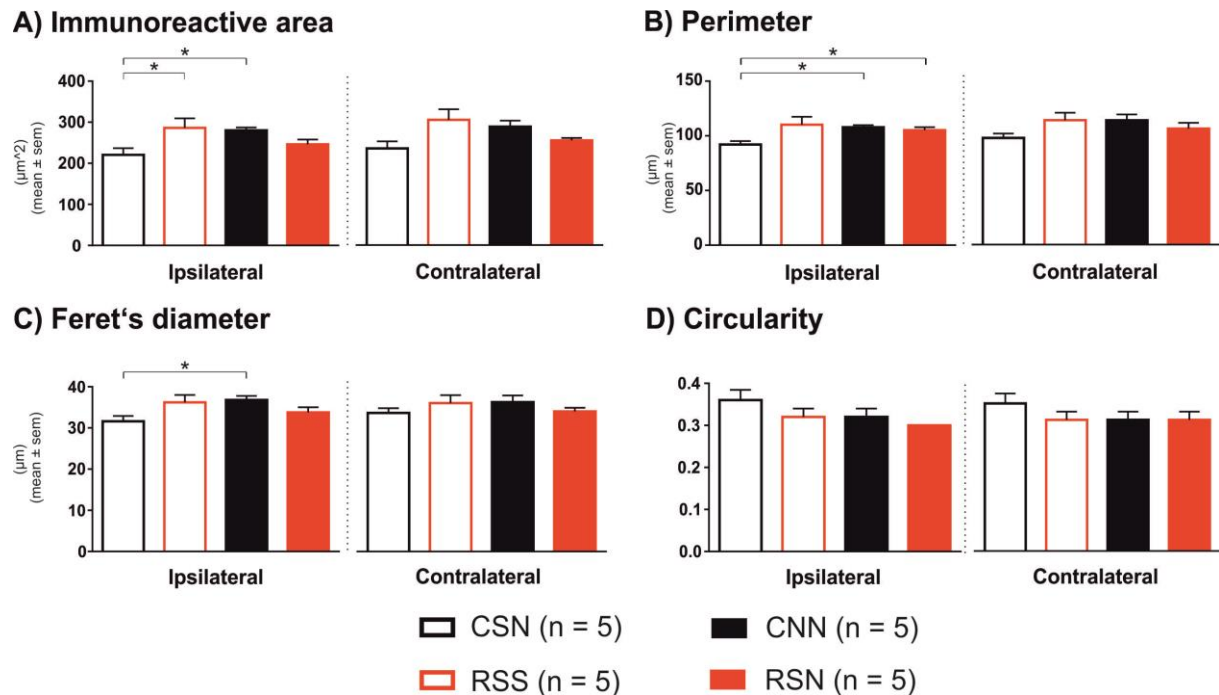 A) Immunoreactive area
*
*
400
300
200
100
0
(µm^2)
(mean ± sem)
Ipsilateral
Contralateral
B) Perimeter
*
*
150
100
50
0
(µm)
(mean ± sem)
Ipsilateral
Contralateral
C) Feret‘s diameter
*
40
30
20
10
0
(µm)
(mean ± sem)
Ipsilateral
Contralateral
D) Circularity
0.4
0.3
0.2
0.1
0.0
Ipsilateral
Contralateral
CSN (n = 5)
CNN (n = 5)
RSS (n = 5)
RSN (n = 5)